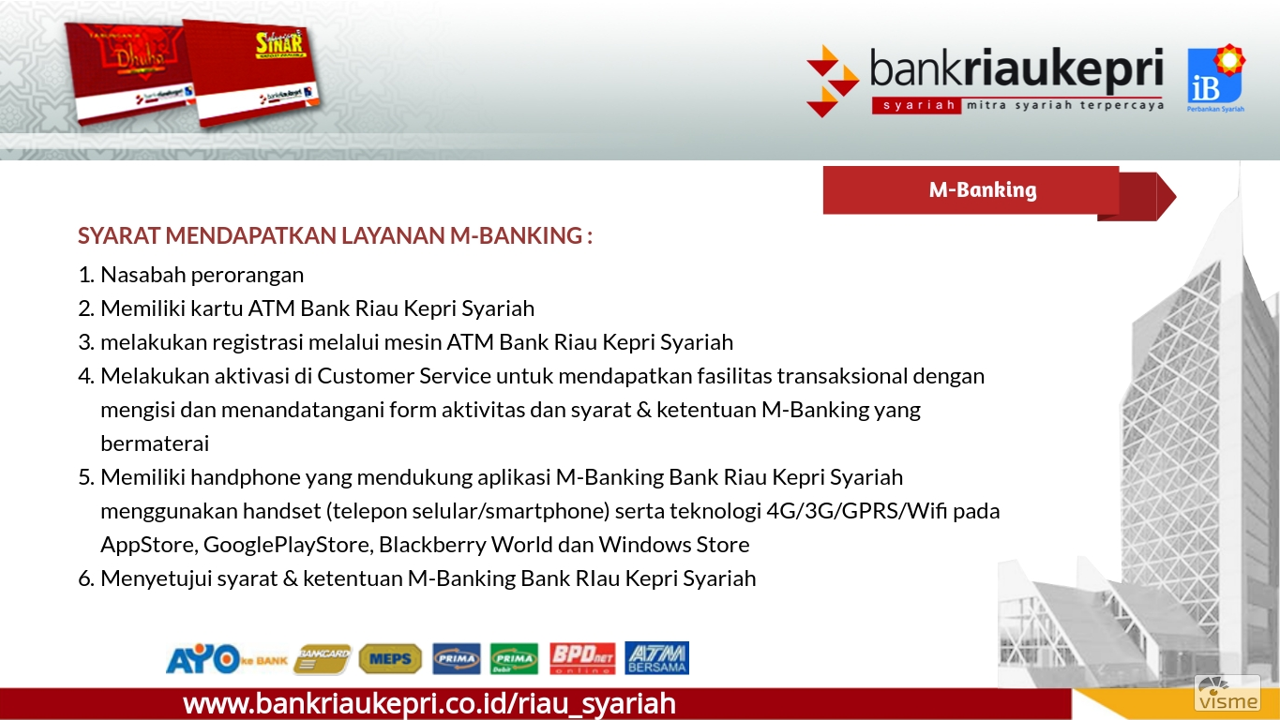 TABUNGAN iB
Dhuha
SINAR
bankriaukepri
bankriaukepri
bankriaukepri
syariah mitra syariah terpercaya
iB
Perbankan Syariah
M-Banking
SYARAT MENDAPATKAN LAYANAN M-BANKING :
1. Nasabah perorangan
2. Memiliki kartu ATM Bank Riau Kepri Syariah
3. melakukan registrasi melalui mesin ATM Bank Riau Kepri Syariah
4. Melakukan aktivasi di Customer Service untuk mendapatkan fasilitas transaksional dengan
mengisi dan menandatangani form aktivitas dan syarat & ketentuan M-Banking yang
bermaterai
5. Memiliki handphone yang mendukung aplikasi M-Banking Bank Riau Kepri Syariah
menggunakan handset (telepon selular/smartphone) serta teknologi 4G/3G/GPRS/Wifi pada
AppStore, GooglePlayStore, Blackberry World dan Windows Store
6. Menyetujui syarat & ketentuan M-Banking Bank RIau Kepri Syariah
AYO ke BANK
BANKCARD
MEPS
PRIMA
PRIMA
Debit
BPD net
online
ATM
BERSAMA
www.bankriaukepri.co.id/riau_syariah
visme